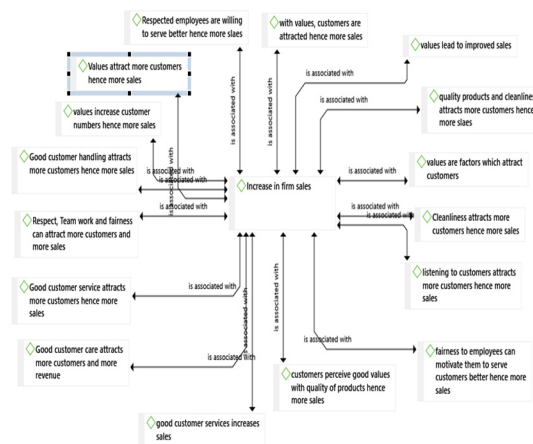 Respected employees are willing
to serve better hence more slaes
with values, customers are
attracted hence more sales
values lead to improved sales
Values attract more customers
hence more sales
is associated with
is associated with
is associated with
is associated with
quality products and cleanline
attracts more customers hence
more slaes
values increase customer
numbers hence more sales
Good customer handling attracts
more customers hence more sales
is associated with
is associated with
is associated with
is associated with
values are factors which attract
customers
Increase in firm sales
is associated with
Respect, Team work and fairness
can attract more customers and
more sales
is associated with
is associated with
is associated with
Cleanliness attracts more
customers hence more sales
listening to customers attracts
more customers hence more
sales
Good customer service attracts
more customers hence more
sales
is associated with
is associated with
is associated with
is associated with
Good customer care attracts
more customers and more
revenue
is associated with
is associated with
fairness to employees can
motivate them to serve
customers better hence more
sales
customers perceive good values
with quality of products hence
more sales
good customer services increases
sales